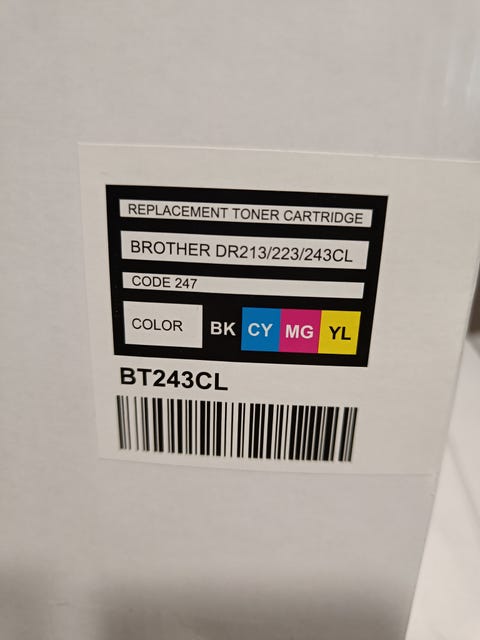 REPLACEMENT TONER CARTRIDGE
BROTHER DR213/223/243CL
CODE 247
COLOR BK CY MG YL
BT243CL